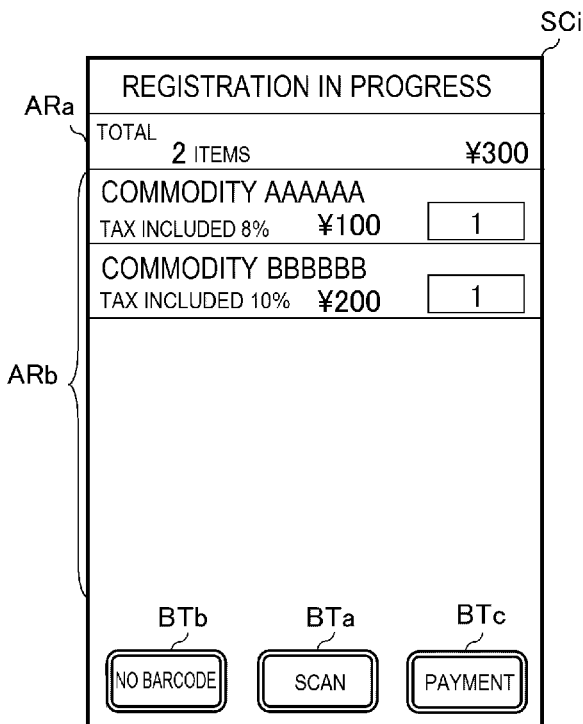 SCi
REGISTRATION IN PROGRESS
ARa
TOTAL
2 ITEMS ¥300
COMMODITY AAAAAA
TAX INCLUDED 8% ¥100 1
COMMODITY BBBBBB
TAX INCLUDED 10% ¥200 1
ARb
BTb BTa BTc
NO BARCODE SCAN PAYMENT